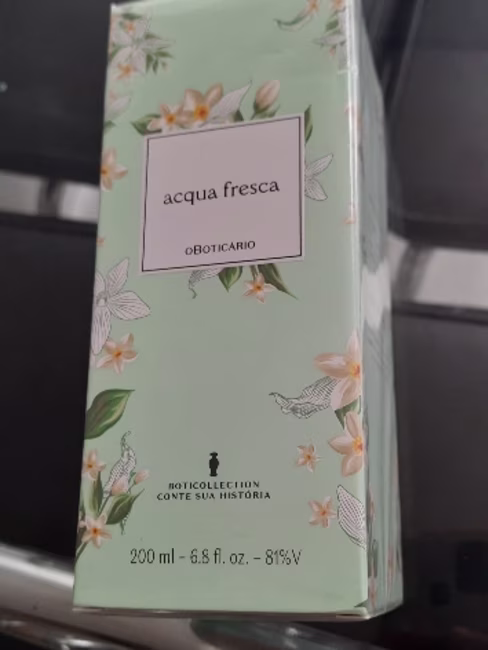 acqua fresca
oBOTICÁRIO
BOTICOLLECTION
CONTE SUA HISTÓRIA
200 ml - 6.8 fl. oz. - 81%V